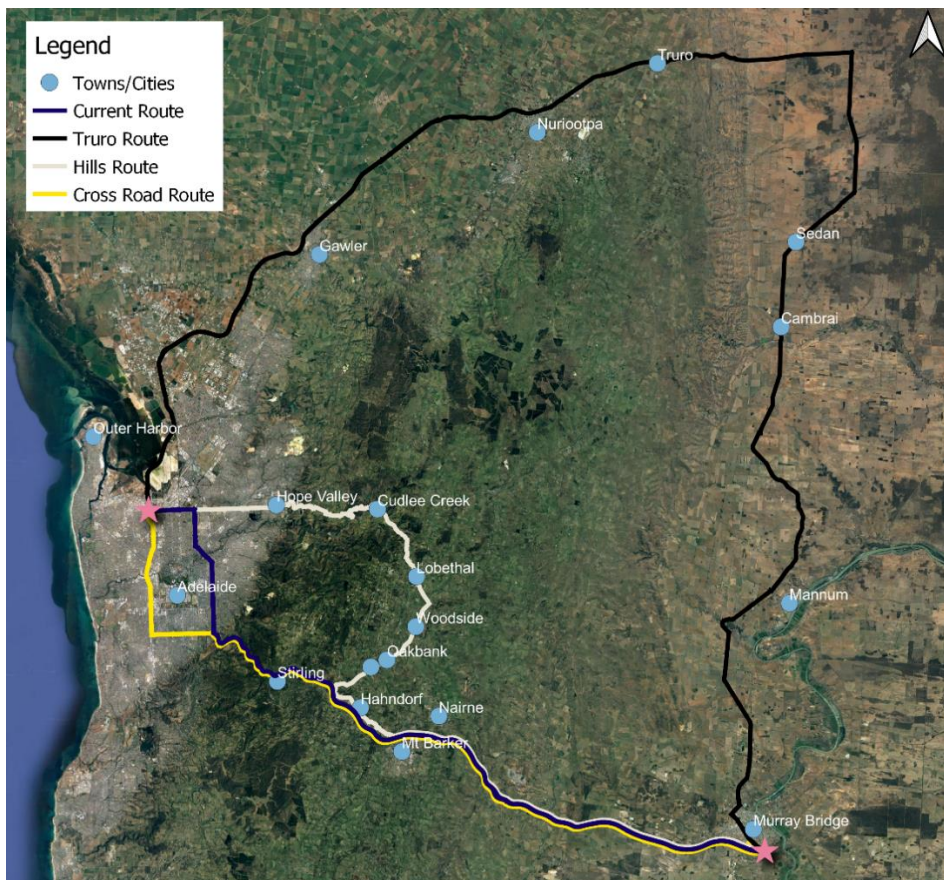 Legend
Towns/Cities
Current Route
Truro Route
Hills Route
Cross Road Route
Truro
Nuriootpa
Gawler
Sedan
Cambrai
Outer Harbor
Hope Valley
Cudlee Creek
Lobethal
Adelaide
Mannum
Woodside
Oakbank
Stirling
Hahndorf
Nairne
Mt Barker
Murray Bridge